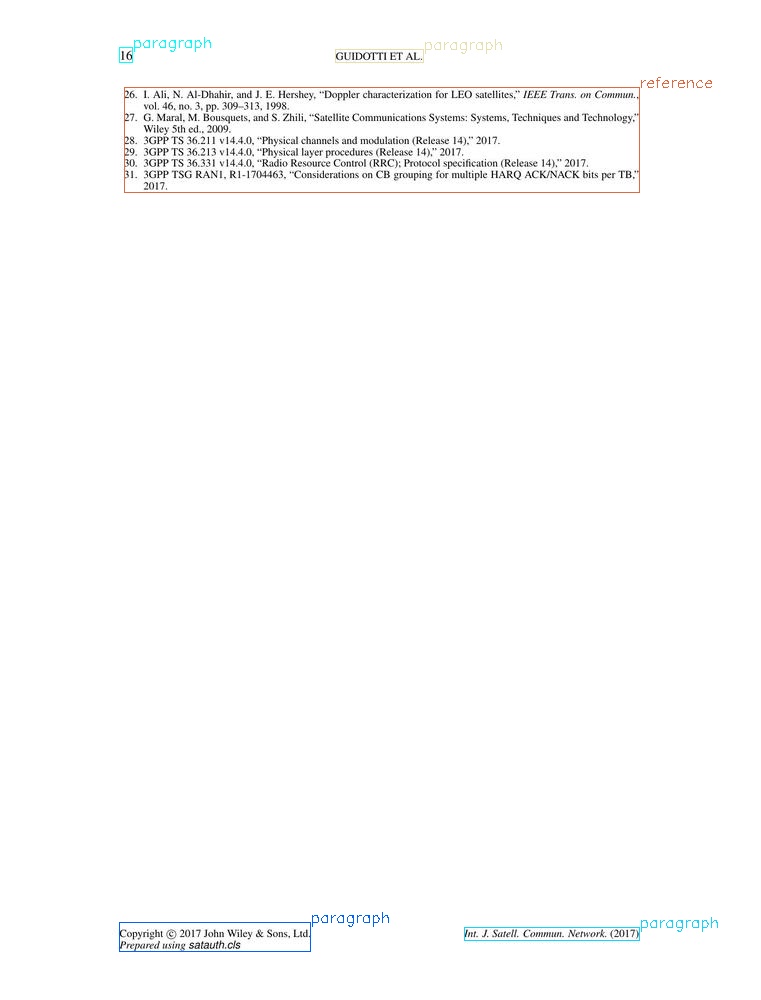 paragraph
16
GUIDOTTI ET AL.
paragraph
reference
26. I. Ali, N. Al-Dhahir, and J. E. Hershey, “Doppler characterization for LEO satellites,” IEEE Trans. on Commun.,
vol. 46, no. 3, pp. 309–313, 1998.
27. G. Maral, M. Bousquets, and S. Zhili, “Satellite Communications Systems: Systems, Techniques and Technology,”
Wiley 5th ed., 2009.
28. 3GPP TS 36.211 v14.4.0, “Physical channels and modulation (Release 14),” 2017.
29. 3GPP TS 36.213 v14.4.0, “Physical layer procedures (Release 14),” 2017.
30. 3GPP TS 36.331 v14.4.0, “Radio Resource Control (RRC); Protocol specification (Release 14),” 2017.
31. 3GPP TSG RAN1, R1-1704463, “Considerations on CB grouping for multiple HARQ ACK/NACK bits per TB,”
2017.
paragraph
Copyright © 2017 John Wiley & Sons, Ltd.
Prepared using satauth.cls
paragraph
Int. J. Satell. Commun. Network. (2017)